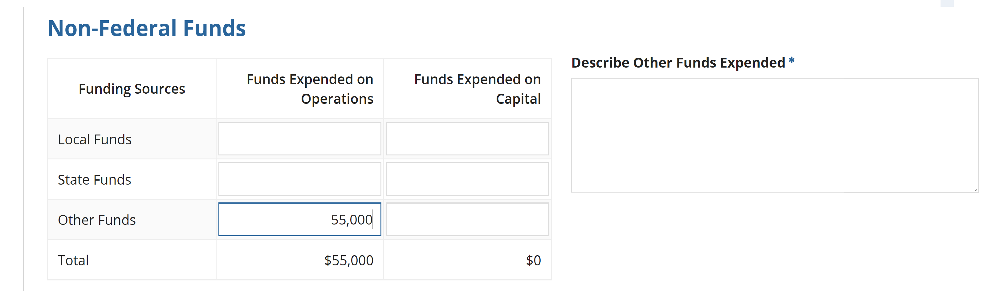 Non-Federal Funds
Describe Other Funds Expended *
Funding Sources
Funds Expended on
Operations
Funds Expended on
Capital
Local Funds
State Funds
Other Funds
55,000
Total
$55,000
$0